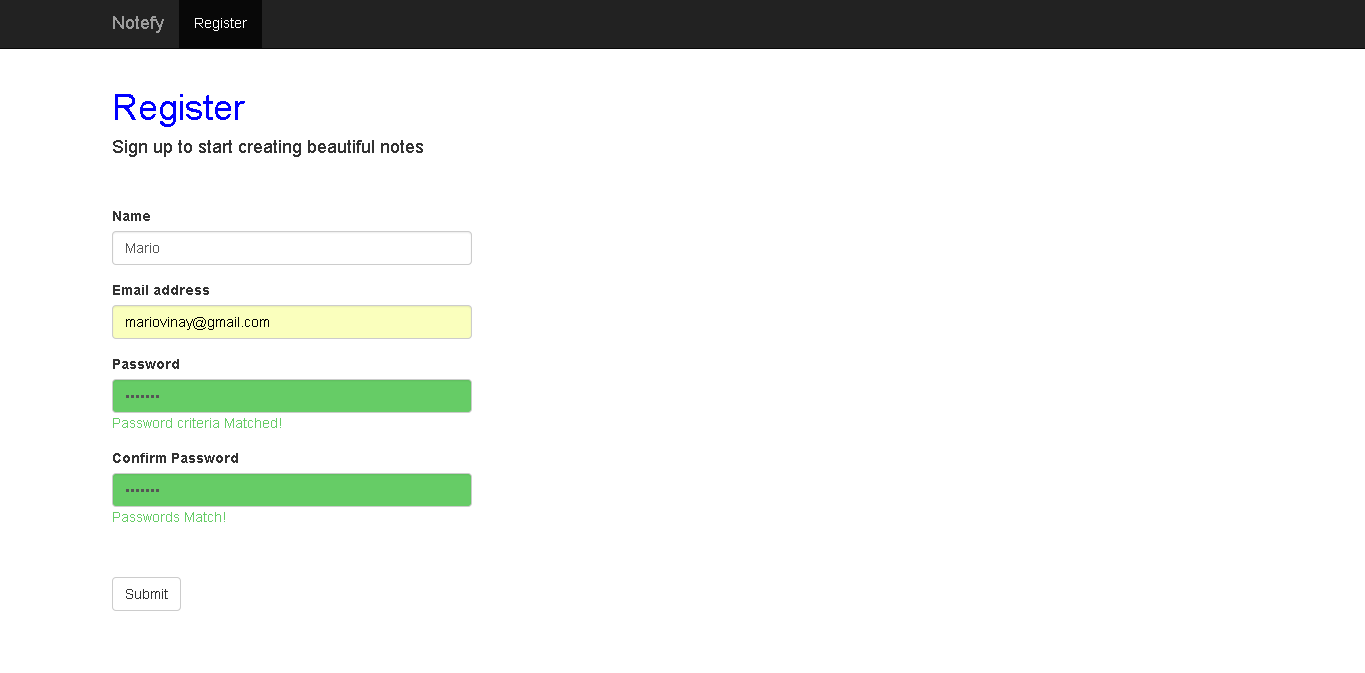 Notefy Register
Register
Sign up to start creating beautiful notes
Name
Mario
Email address
mariovinay@gmail.com
Password
•••••••
Password criteria Matched!
Confirm Password
•••••••
Passwords Match!
Submit